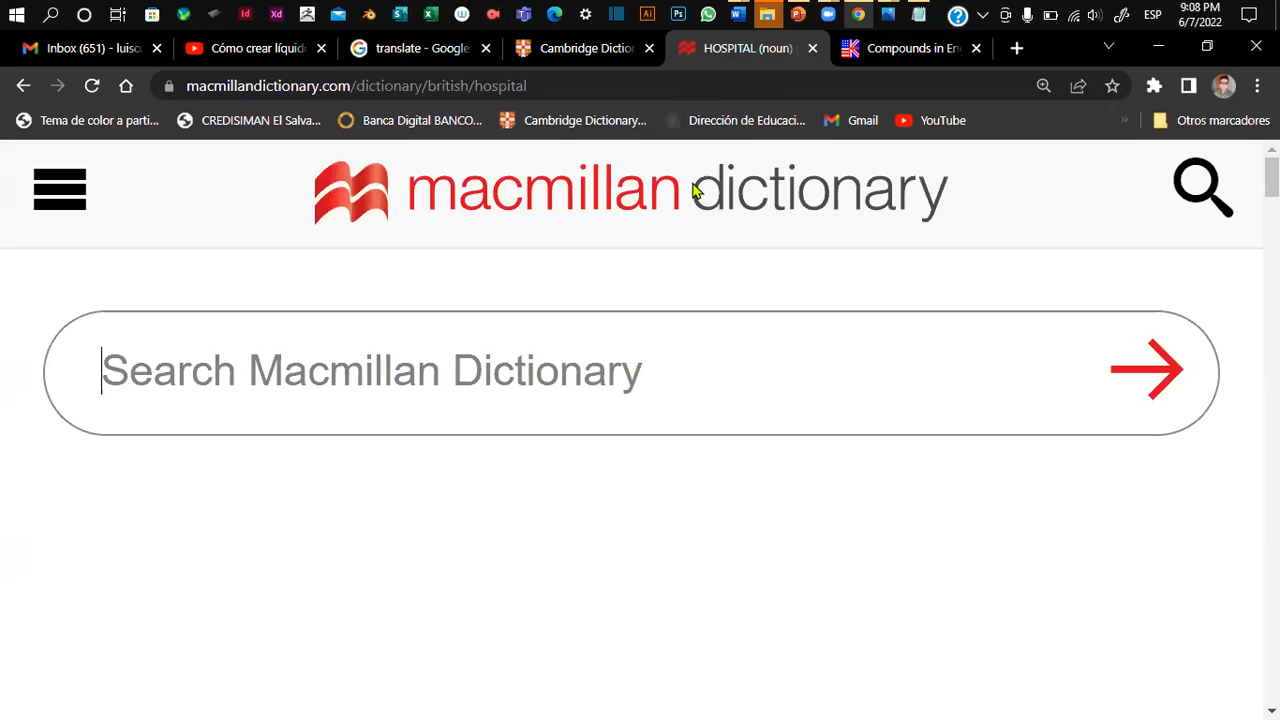 9:08 PM
ESP
6/7/2022
Inbox (651) - luisc
Cómo crear líquid
translate - Google
Cambridge Dictio
HOSPITAL (noun)
Compounds in En
macmillandictionary.com/dictionary/british/hospital
Tema de color a parti...
CREDISIMAN El Salva...
Banca Digital BANCO...
Cambridge Dictionary...
Dirección de Educaci...
Gmail
YouTube
Otros marcadores
macmillan dictionary
Search Macmillan Dictionary